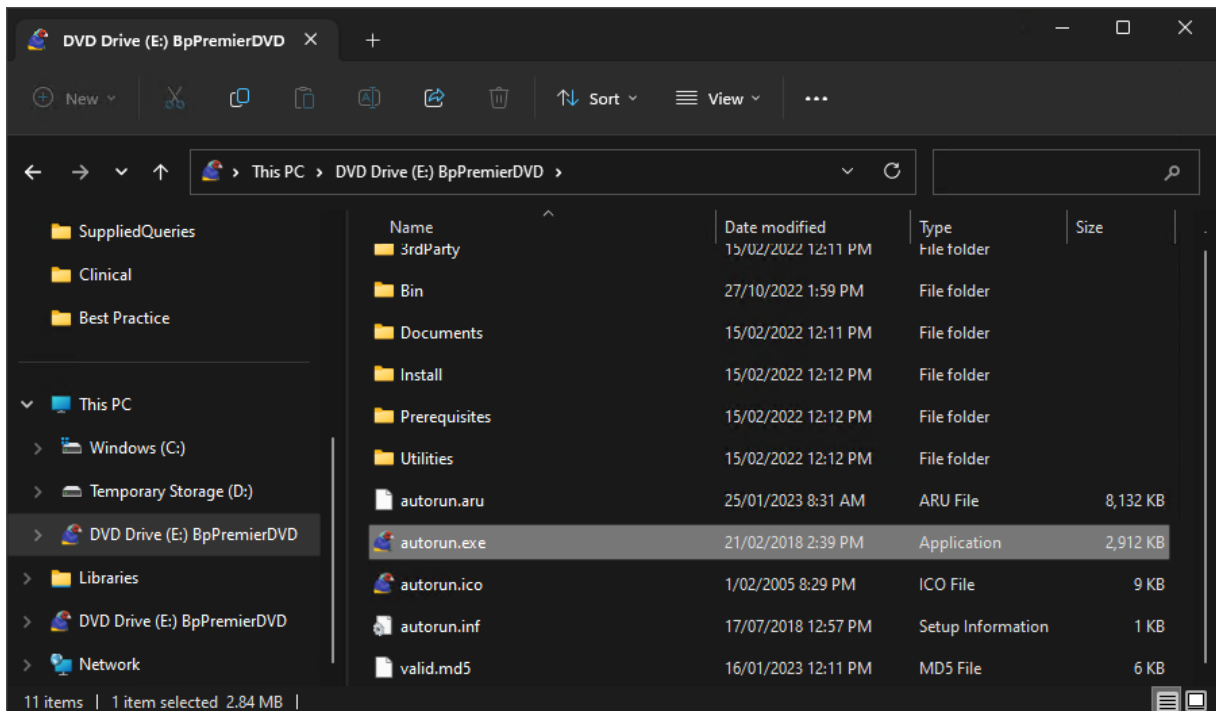 DVD Drive (E:) BpPremierDVD
New
Sort
View
This PC > DVD Drive (E:) BpPremierDVD >
SuppliedQueries
Clinical
Best Practice
This PC
Windows (C:)
Temporary Storage (D:)
DVD Drive (E:) BpPremierDVD
Libraries
DVD Drive (E:) BpPremierDVD
Network
Name Date modified Type Size
3rdParty 15/02/2022 12:11 PM File folder
Bin 27/10/2022 1:59 PM File folder
Documents 15/02/2022 12:11 PM File folder
Install 15/02/2022 12:12 PM File folder
Prerequisites 15/02/2022 12:12 PM File folder
Utilities 15/02/2022 12:12 PM File folder
autorun.aru 25/01/2023 8:31 AM ARU File 8,132 KB
autorun.exe 21/02/2018 2:39 PM Application 2,912 KB
autorun.ico 1/02/2005 8:29 PM ICO File 9 KB
autorun.inf 17/07/2018 12:57 PM Setup Information 1 KB
valid.md5 16/01/2023 12:11 PM MD5 File 6 KB
11 items | 1 item selected 2.84 MB |